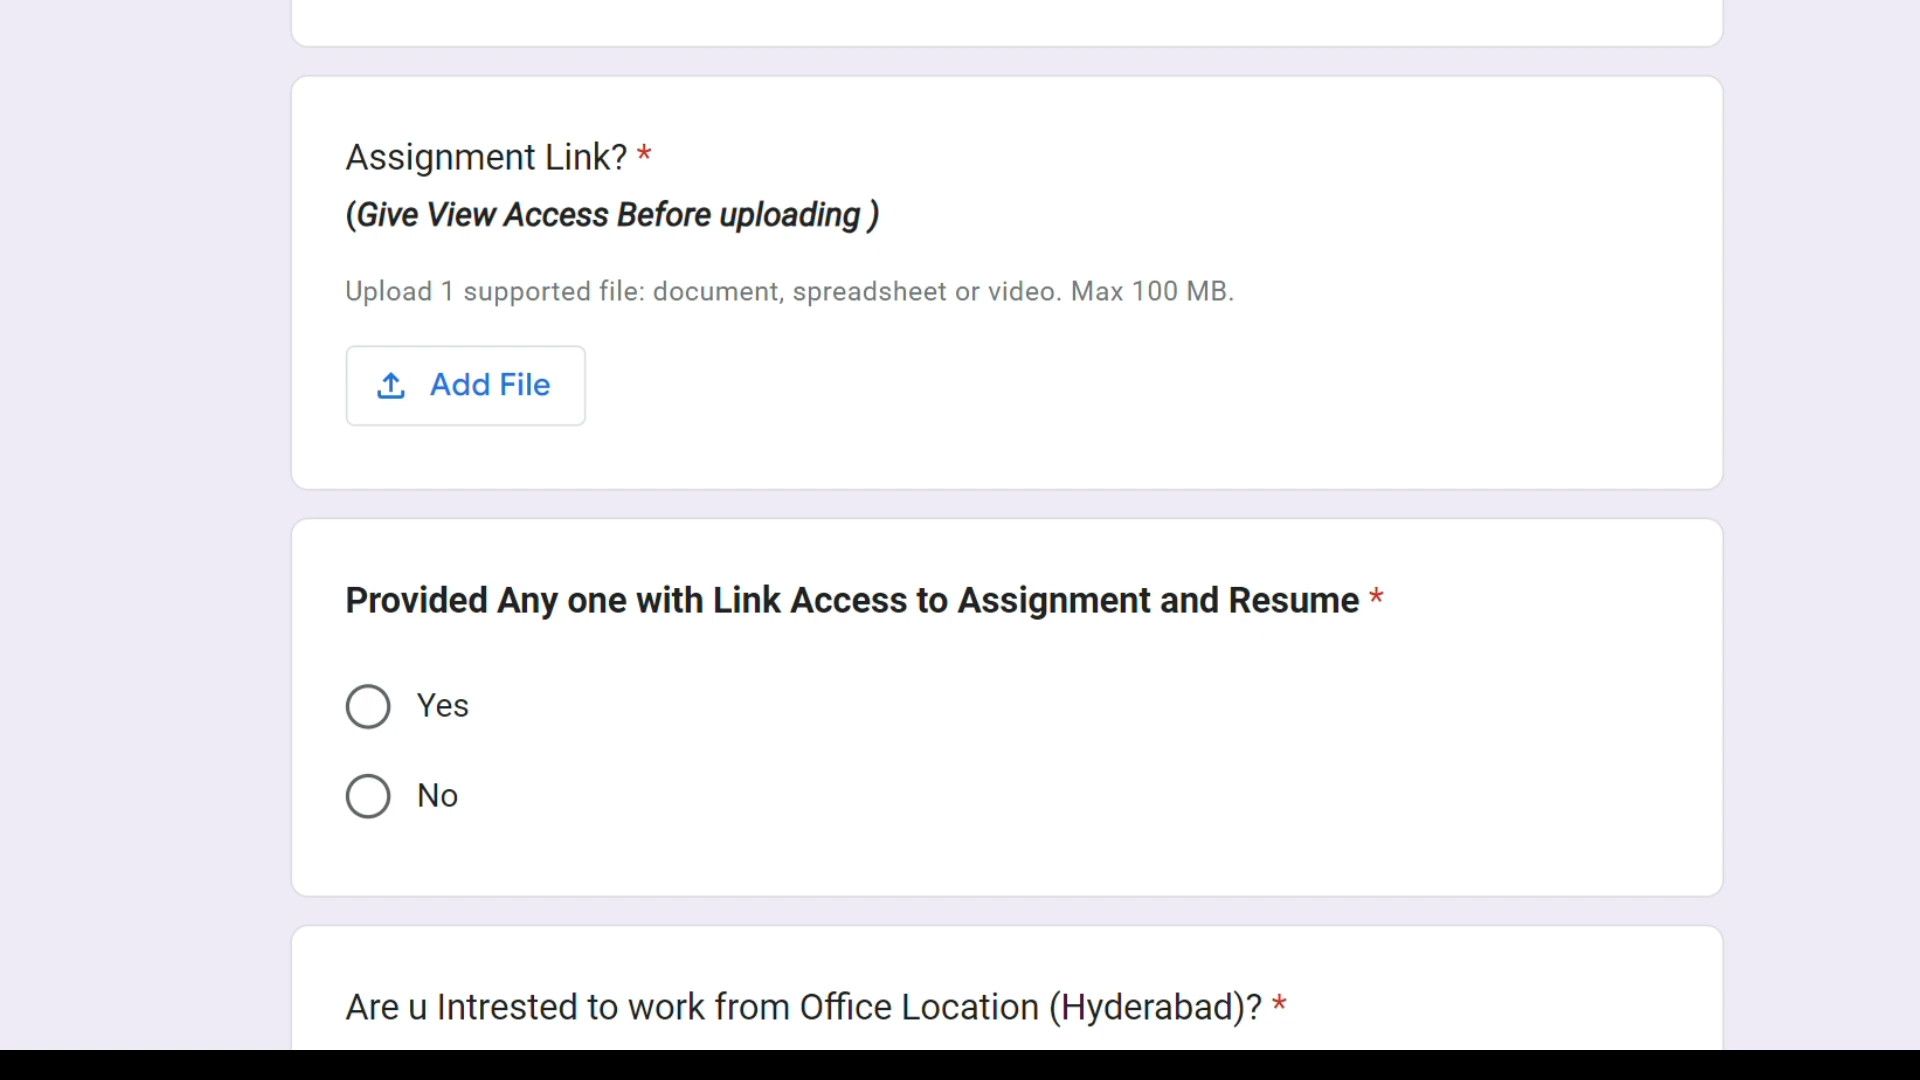 Assignment Link? *
(Give View Access Before uploading )
Upload 1 supported file: document, spreadsheet or video. Max 100 MB.
Add File
Provided Any one with Link Access to Assignment and Resume *
Yes
No
Are u Intrested to work from Office Location (Hyderabad)? *